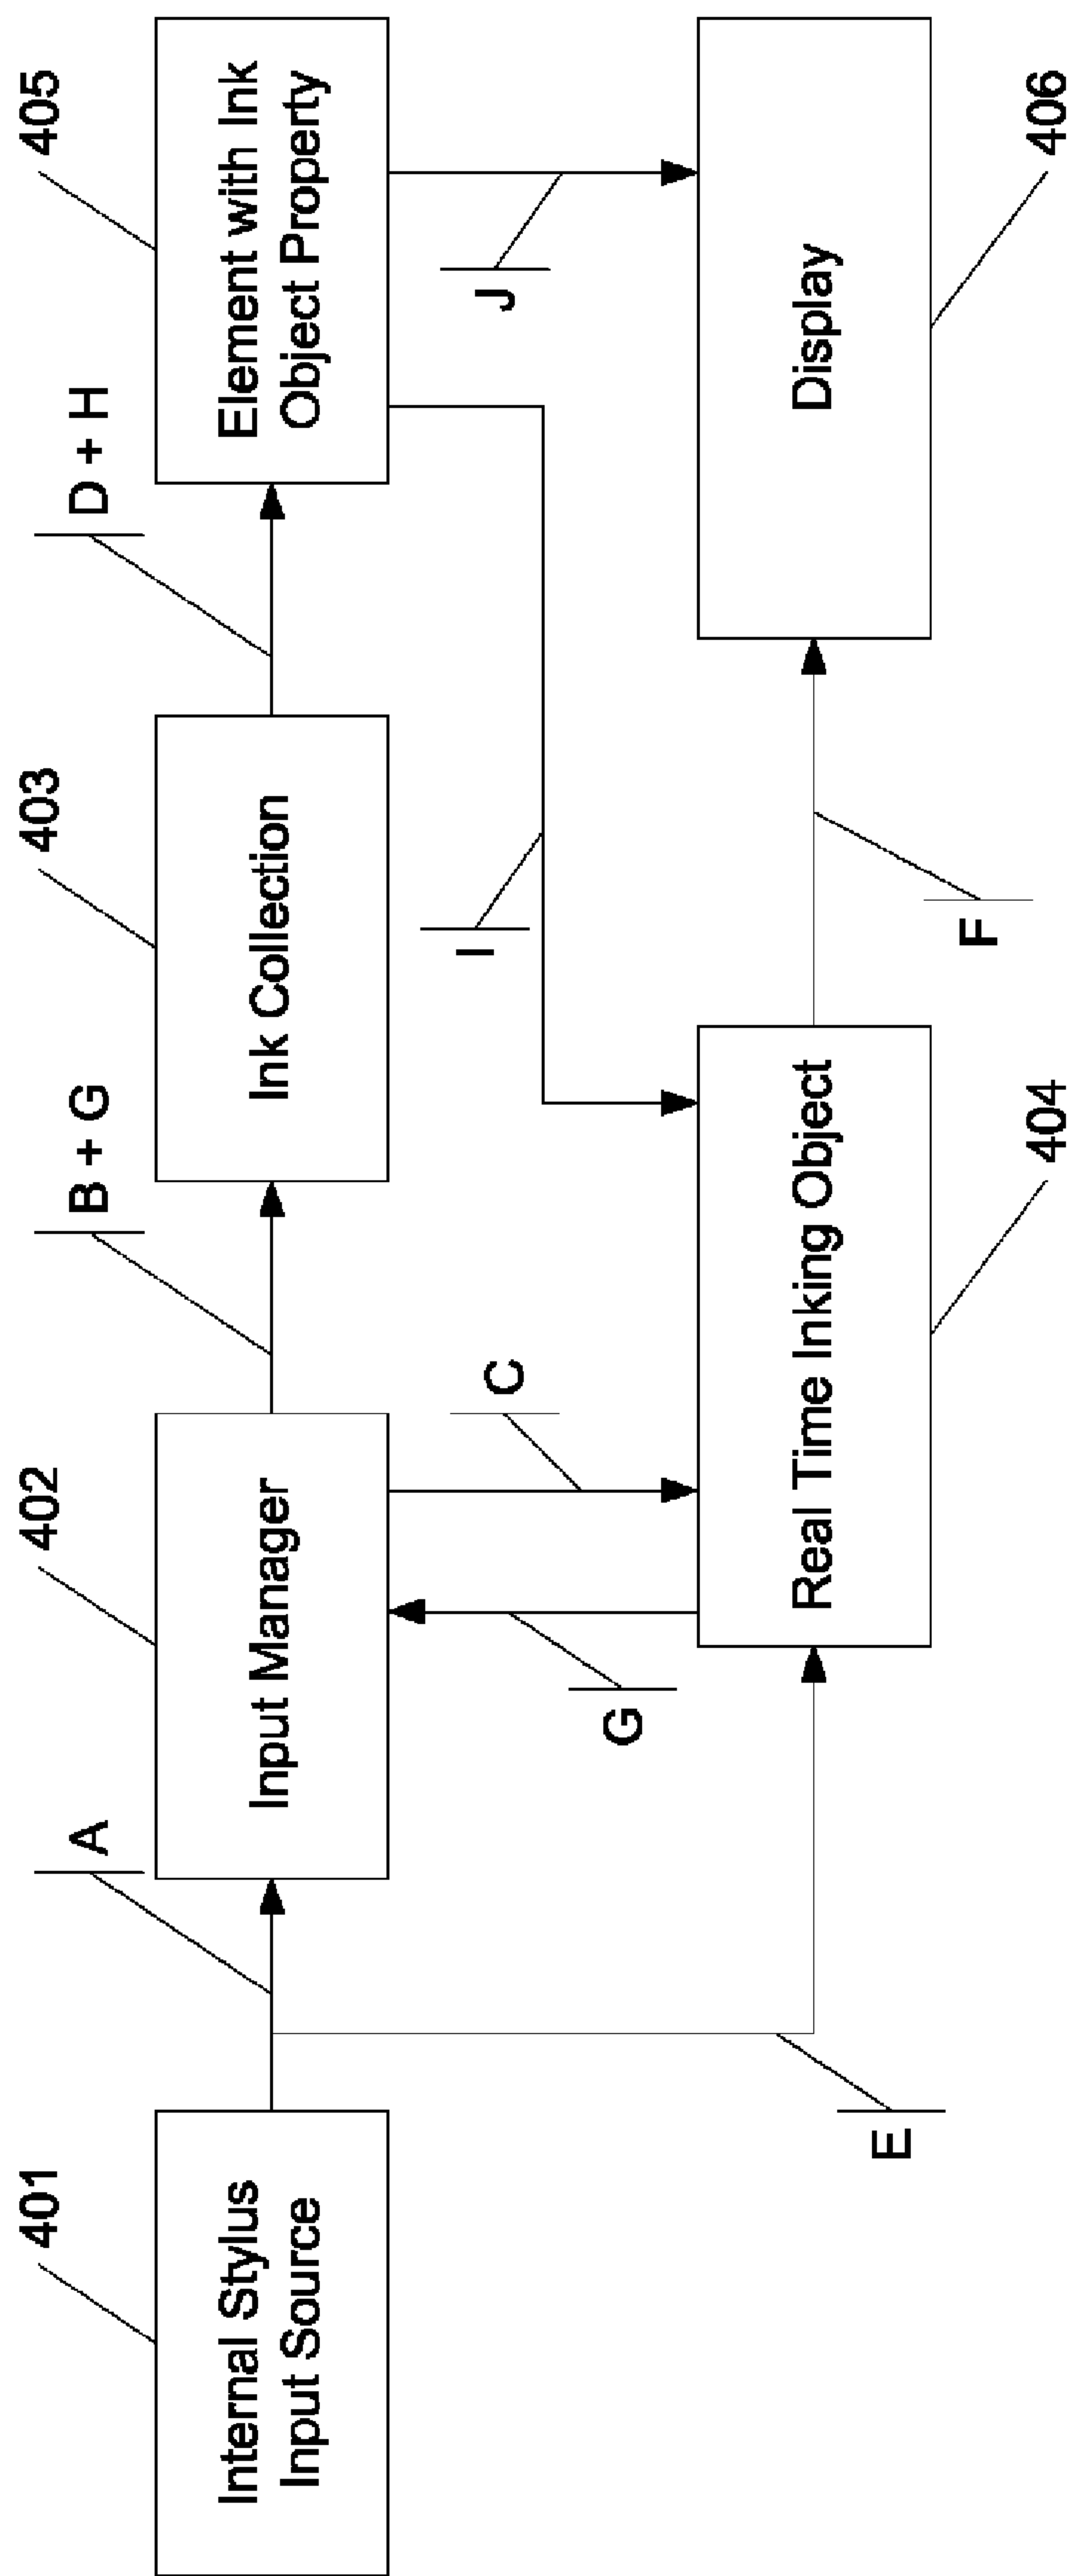 401
Internal Stylus
Input Source
A
402
Input Manager
B + G
403
Ink Collection
D + H
405
Element with Ink
Object Property
E
G
C
I
J
Real Time Inking Object
404
F
Display
406